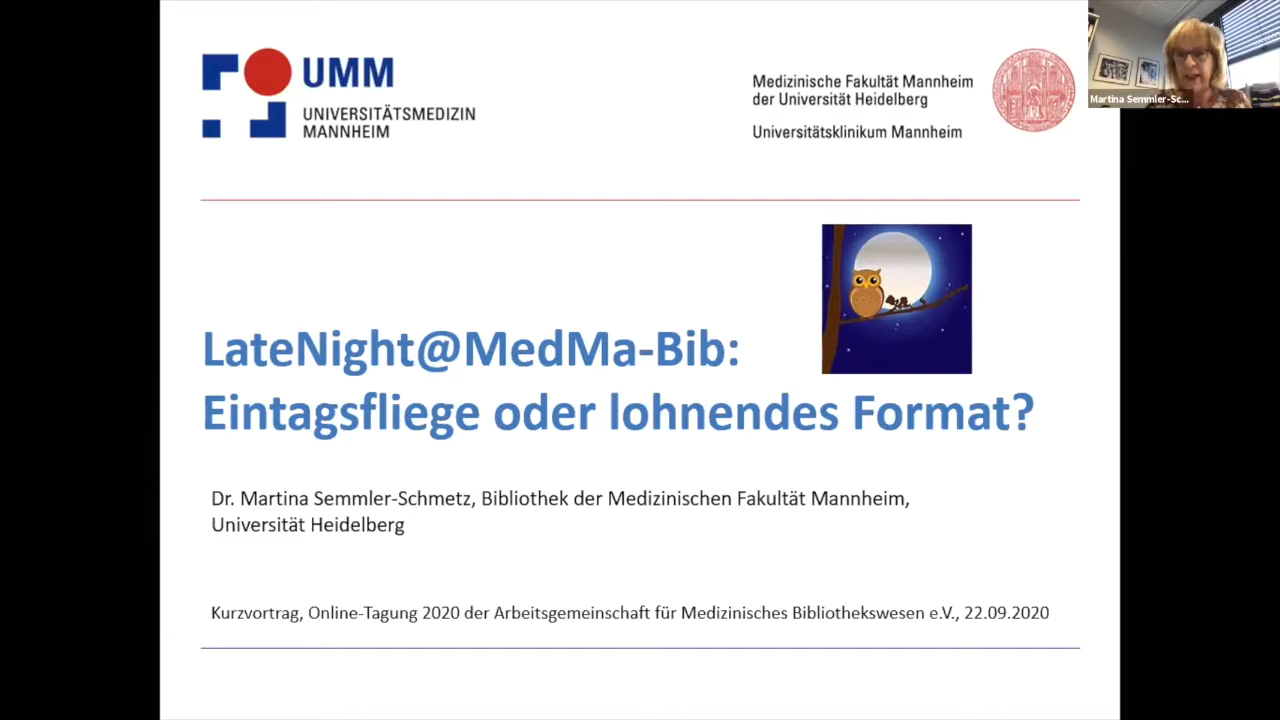 UMM
UNIVERSITÄTSMEDIZIN
MANNHEIM
Medizinische Fakultät Mannheim
der Universität Heidelberg
Universitätsklinikum Mannheim
Martina Semmler-Sc...
LateNight@MedMa-Bib:
Eintagsfliege oder lohnendes Format?
Dr. Martina Semmler-Schmetz, Bibliothek der Medizinischen Fakultät Mannheim,
Universität Heidelberg
Kurzvortrag, Online-Tagung 2020 der Arbeitsgemeinschaft für Medizinisches Bibliothekswesen e.V., 22.09.2020